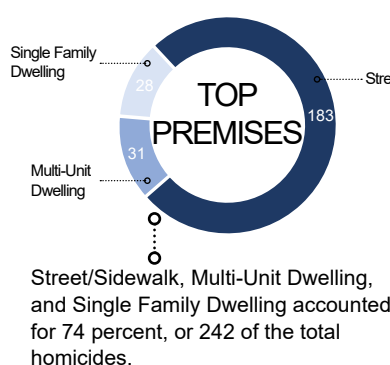 Single Family
Dwelling
28
TOP
PREMISES
Stre
183
31
Multi-Unit
Dwelling
Street/Sidewalk, Multi-Unit Dwelling,
and Single Family Dwelling accounted
for 74 percent, or 242 of the total
homicides.